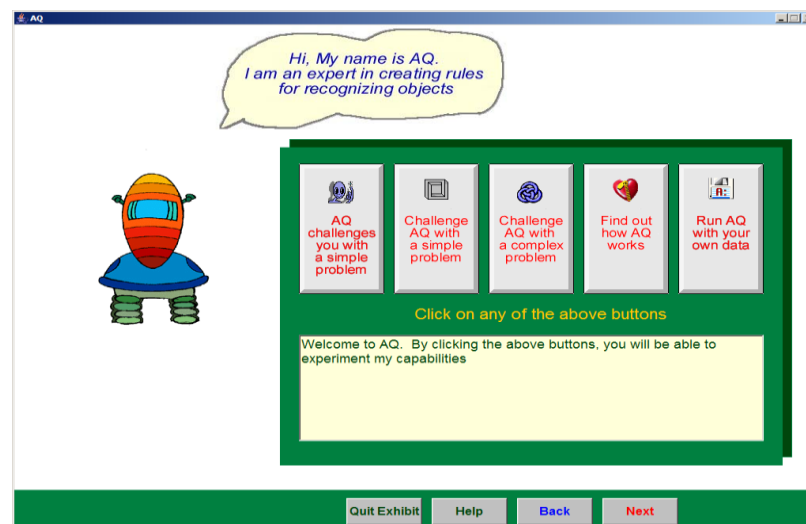 AQ
Hi, My name is AQ.
I am an expert in creating rules
for recognizing objects
AQ
challenges
you with
a simple
problem
Challenge
AQ with
a simple
problem
Challenge
AQ with
a complex
problem
Find out
how AQ
works
A:
Run AQ
with your
own data
Click on any of the above buttons
Welcome to AQ. By clicking the above buttons, you will be able to
experiment my capabilities
Quit Exhibit
Help
Back
Next